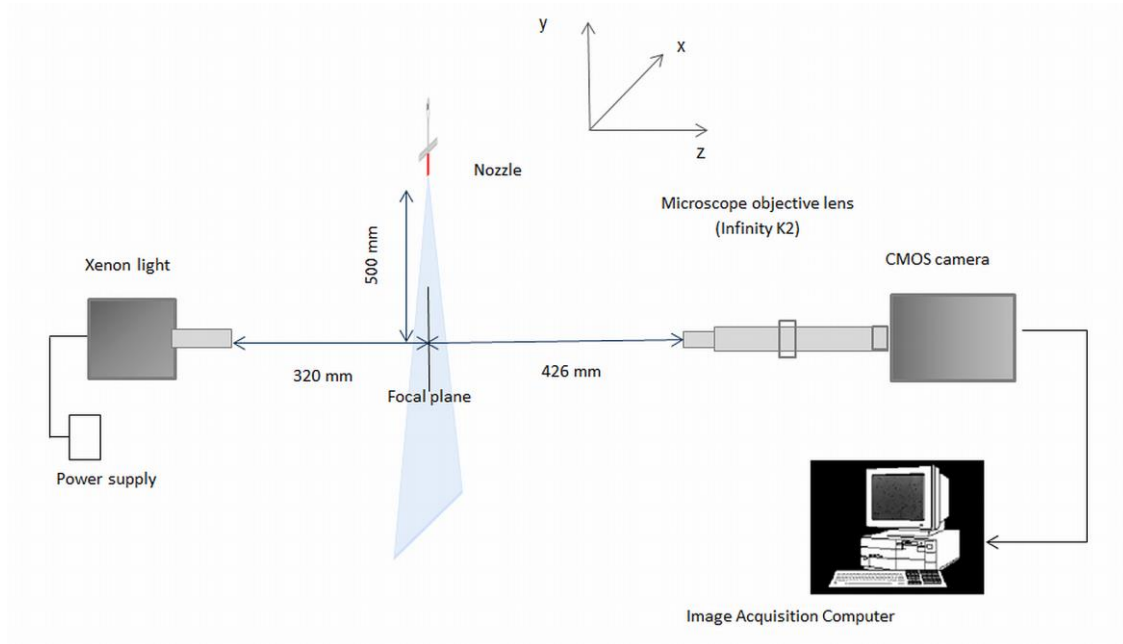 y
x
z
Nozzle
Microscope objective lens
(Infinity K2)
500 mm
Xenon light
CMOS camera
320 mm
426 mm
Focal plane
Power supply
Image Acquisition Computer